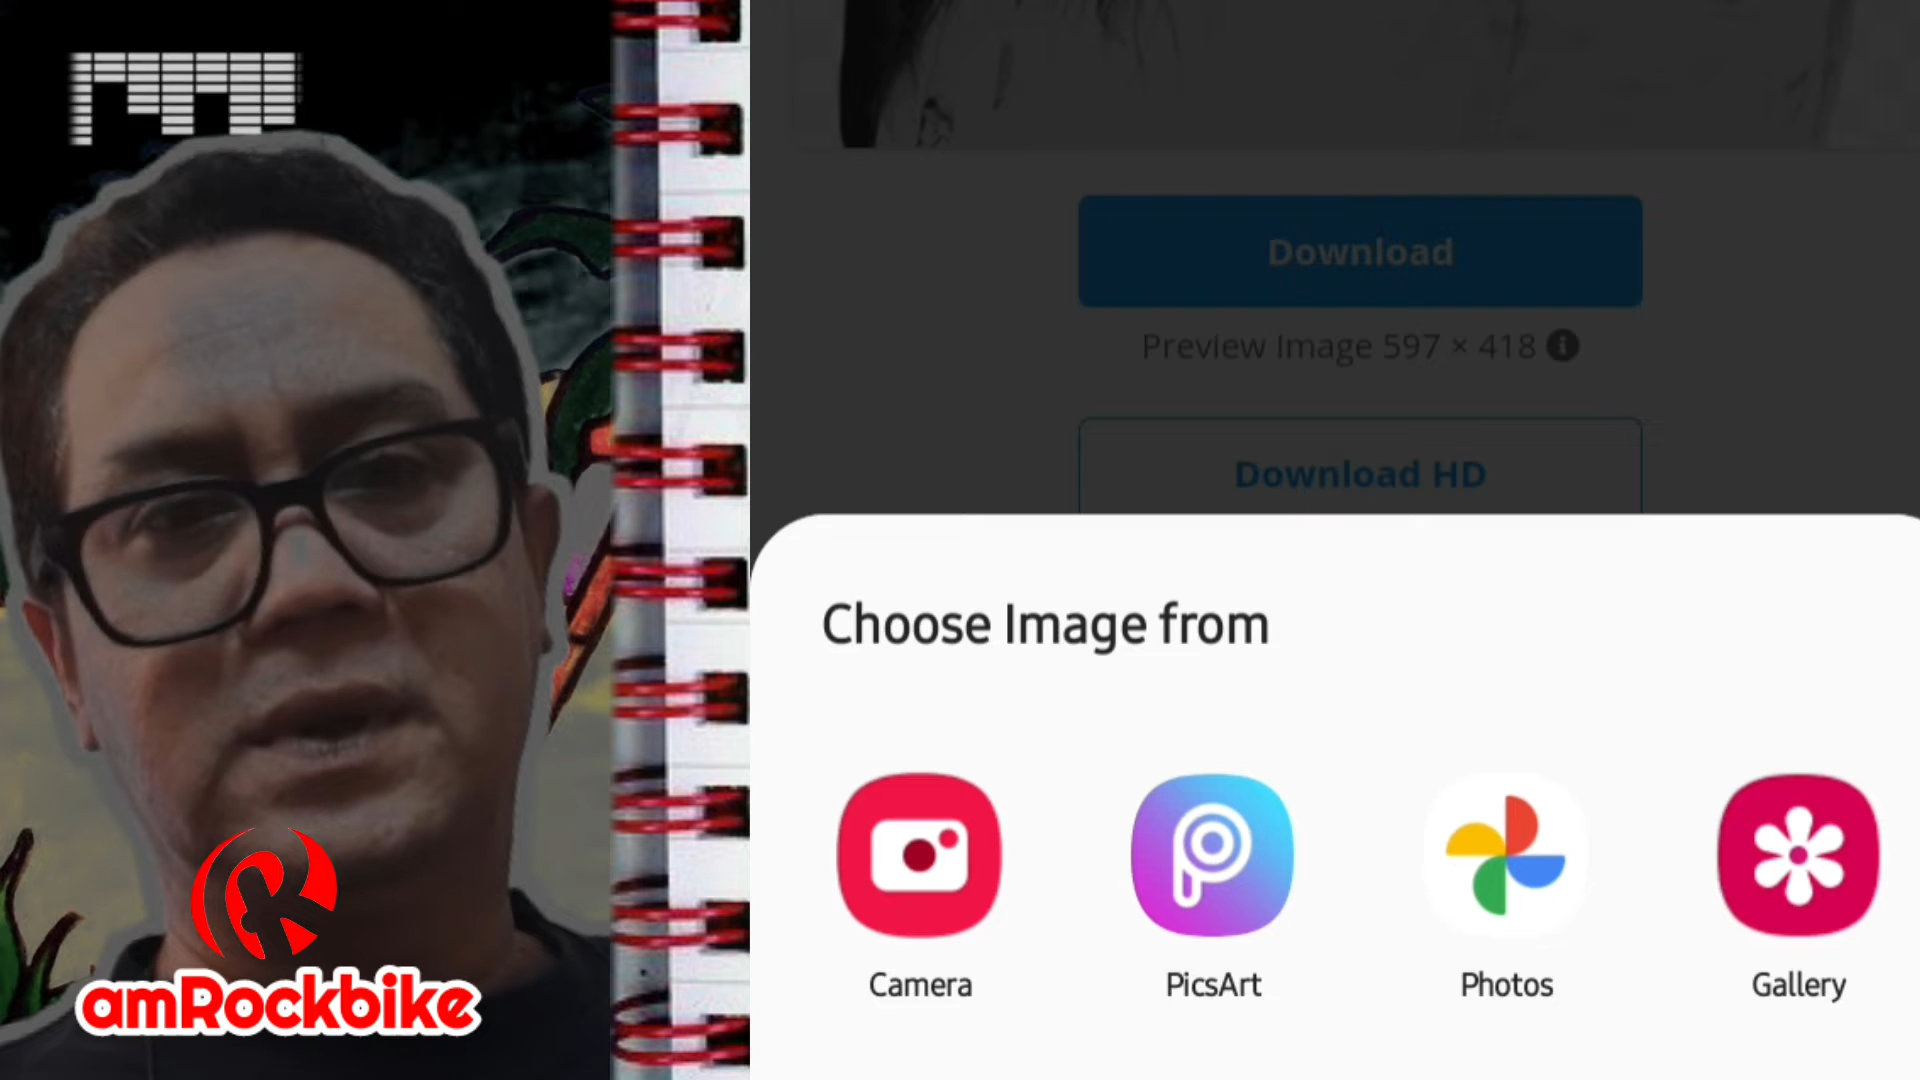 amRockbike
Download
Preview Image 597 × 418
Download HD
Choose Image from
Camera
PicsArt
Photos
Gallery